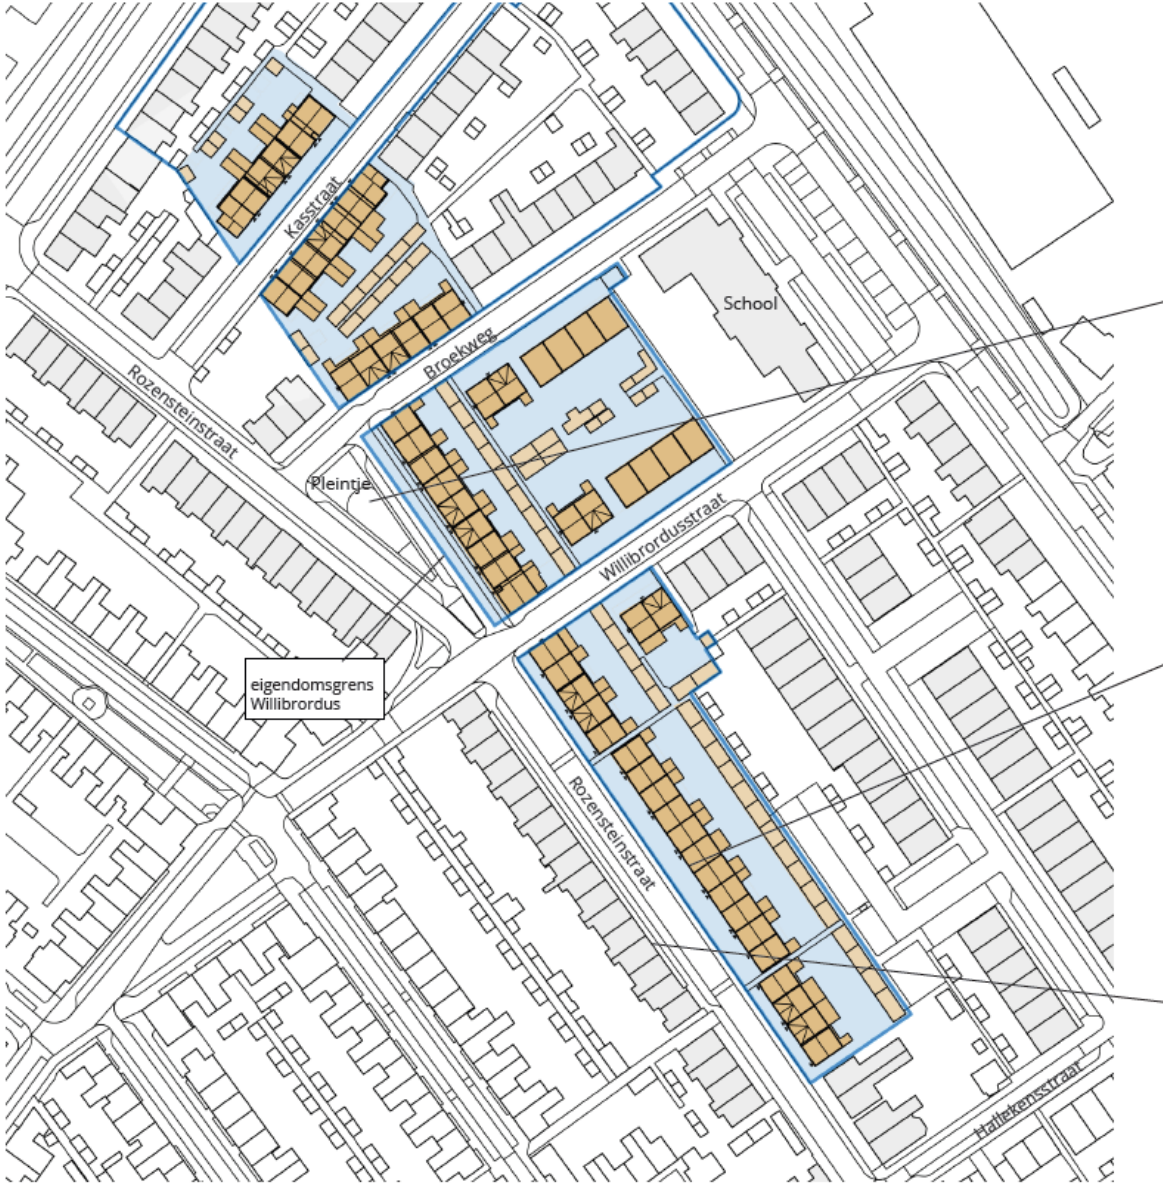 Kasstraat
School
Broekweg
Rozensteinstraat
Pleintje
Willibrordusstraat
eigendomsgrens
Willibrordus
Rozensteinstraat
Hallekensstraat